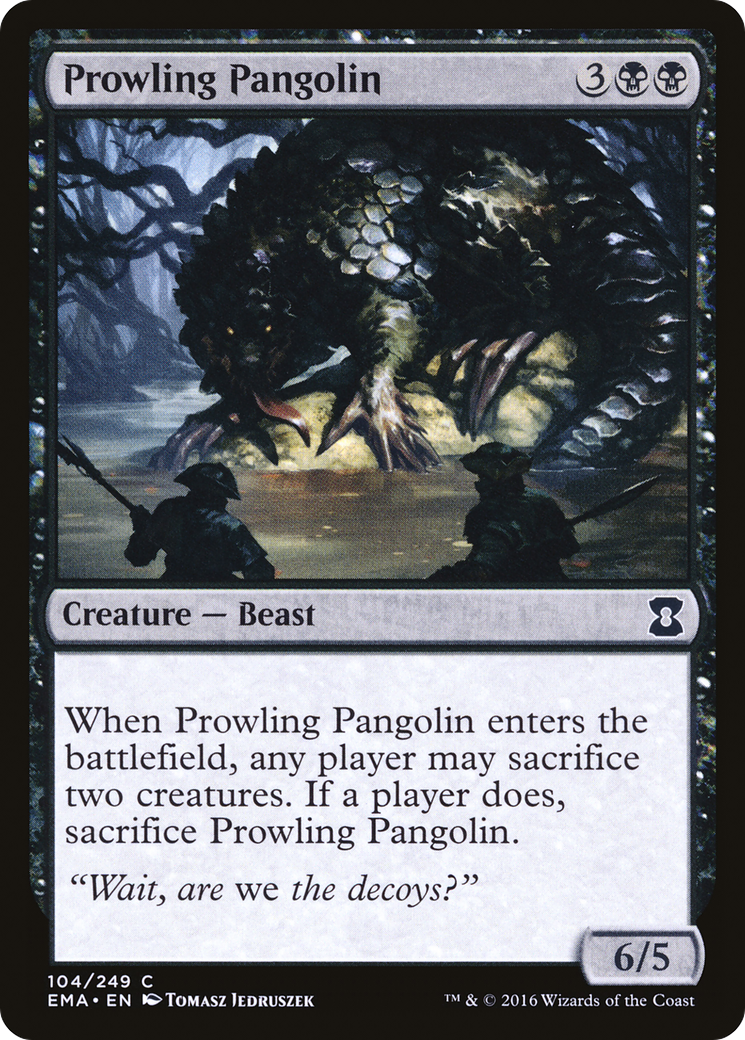 Prowling Pangolin 3
Creature — Beast
When Prowling Pangolin enters the
battlefield, any player may sacrifice
two creatures. If a player does,
sacrifice Prowling Pangolin.
“Wait, are we the decoys?”
6/5
104/249 C
EMA • EN Tomasz Jedruszek
™ & © 2016 Wizards of the Coast